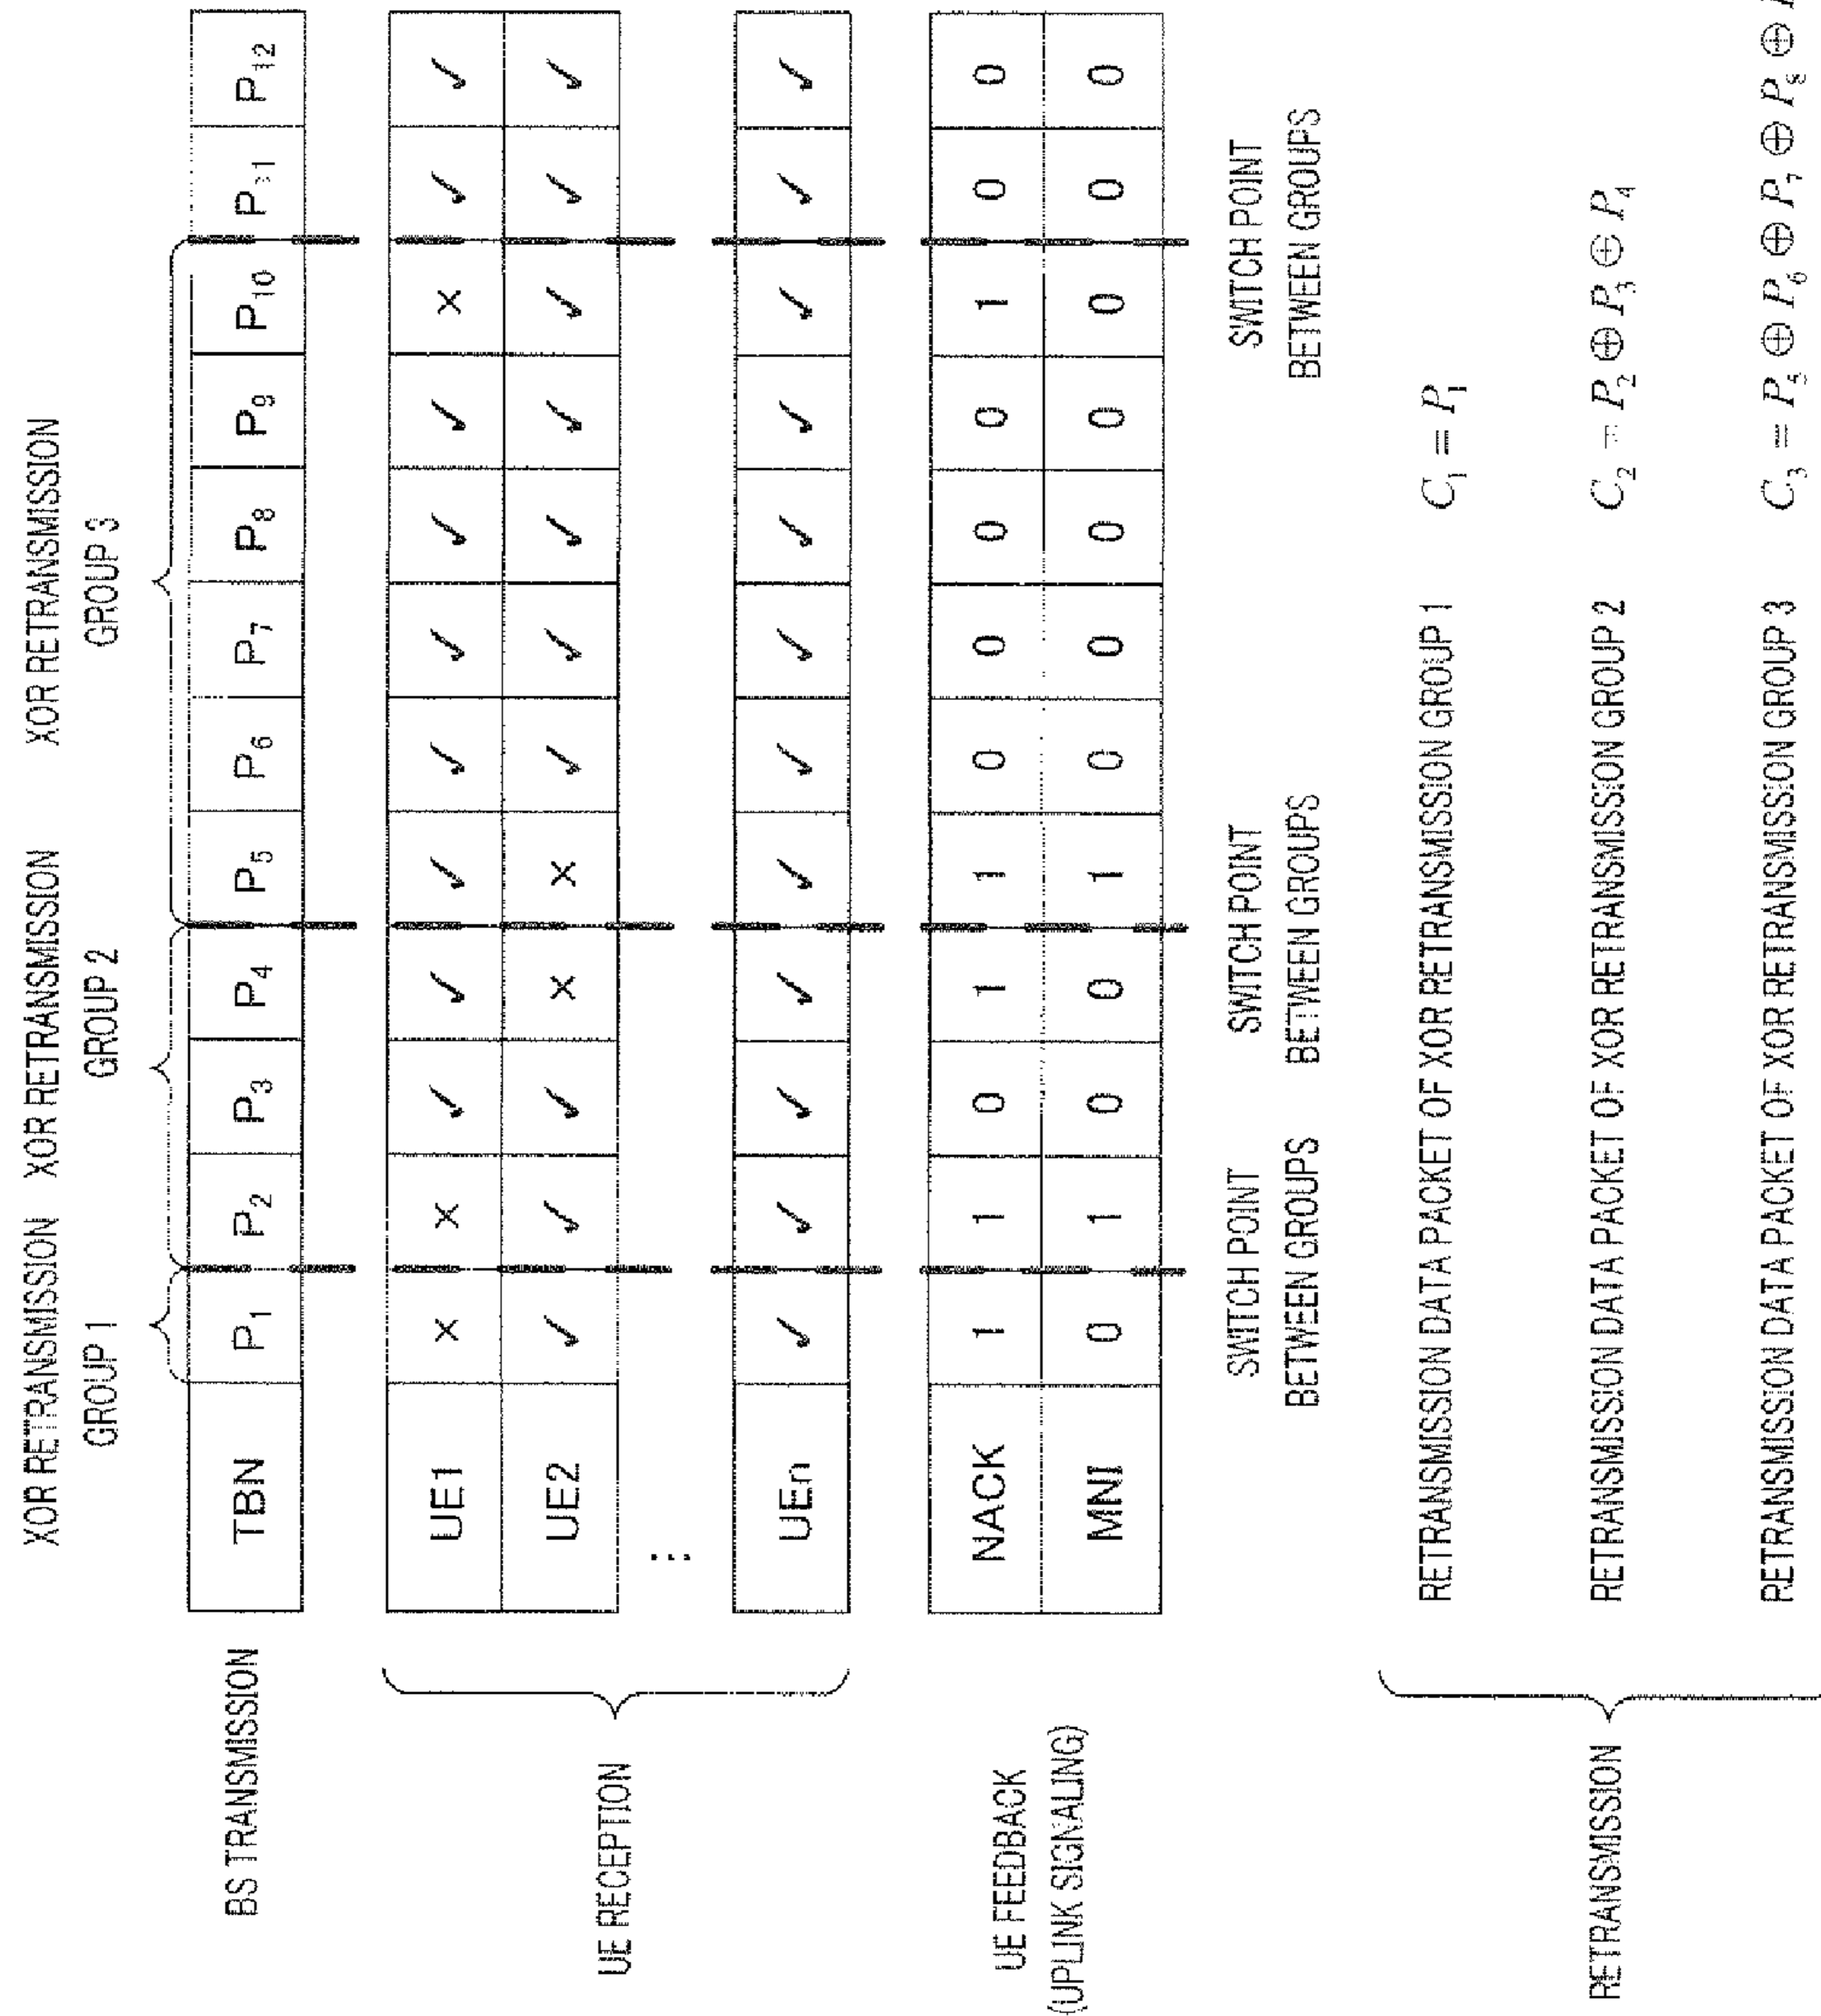 XOR RETRANSMISSION GROUP 1
XOR RETRANSMISSION GROUP 2
XOR RETRANSMISSION GROUP 3
BS TRANSMISSION
TBN P₁ P₂ P₃ P₄ P₅ P₆ P₇ P₈ P₉ P₁₀ P₁₁ P₁₂
UE RECEPTION
UE1 × × ✓ ✓ ✓ ✓ ✓ ✓ ✓ × ✓ ✓
UE2 ✓ ✓ ✓ × × ✓ ✓ ✓ ✓ ✓ ✓ ✓
⋮
UEn ✓ ✓ ✓ ✓ ✓ ✓ ✓ ✓ ✓ ✓ ✓ ✓
UE FEEDBACK
(UPLINK SIGNALING)
NACK 1 1 0 1 1 0 0 0 0 1 0 0
MNI 0 1 0 0 1 0 0 0 0 0 0 0
SWITCH POINT
BETWEEN GROUPS
SWITCH POINT
BETWEEN GROUPS
SWITCH POINT
BETWEEN GROUPS
RETRANSMISSION
RETRANSMISSION DATA PACKET OF XOR RETRANSMISSION GROUP 1 C₁ = P₁
RETRANSMISSION DATA PACKET OF XOR RETRANSMISSION GROUP 2 C₂ = P₂ ⊕ P₃ ⊕ P₄
RETRANSMISSION DATA PACKET OF XOR RETRANSMISSION GROUP 3 C₃ = P₅ ⊕ P₆ ⊕ P₇ ⊕ P₈ ⊕